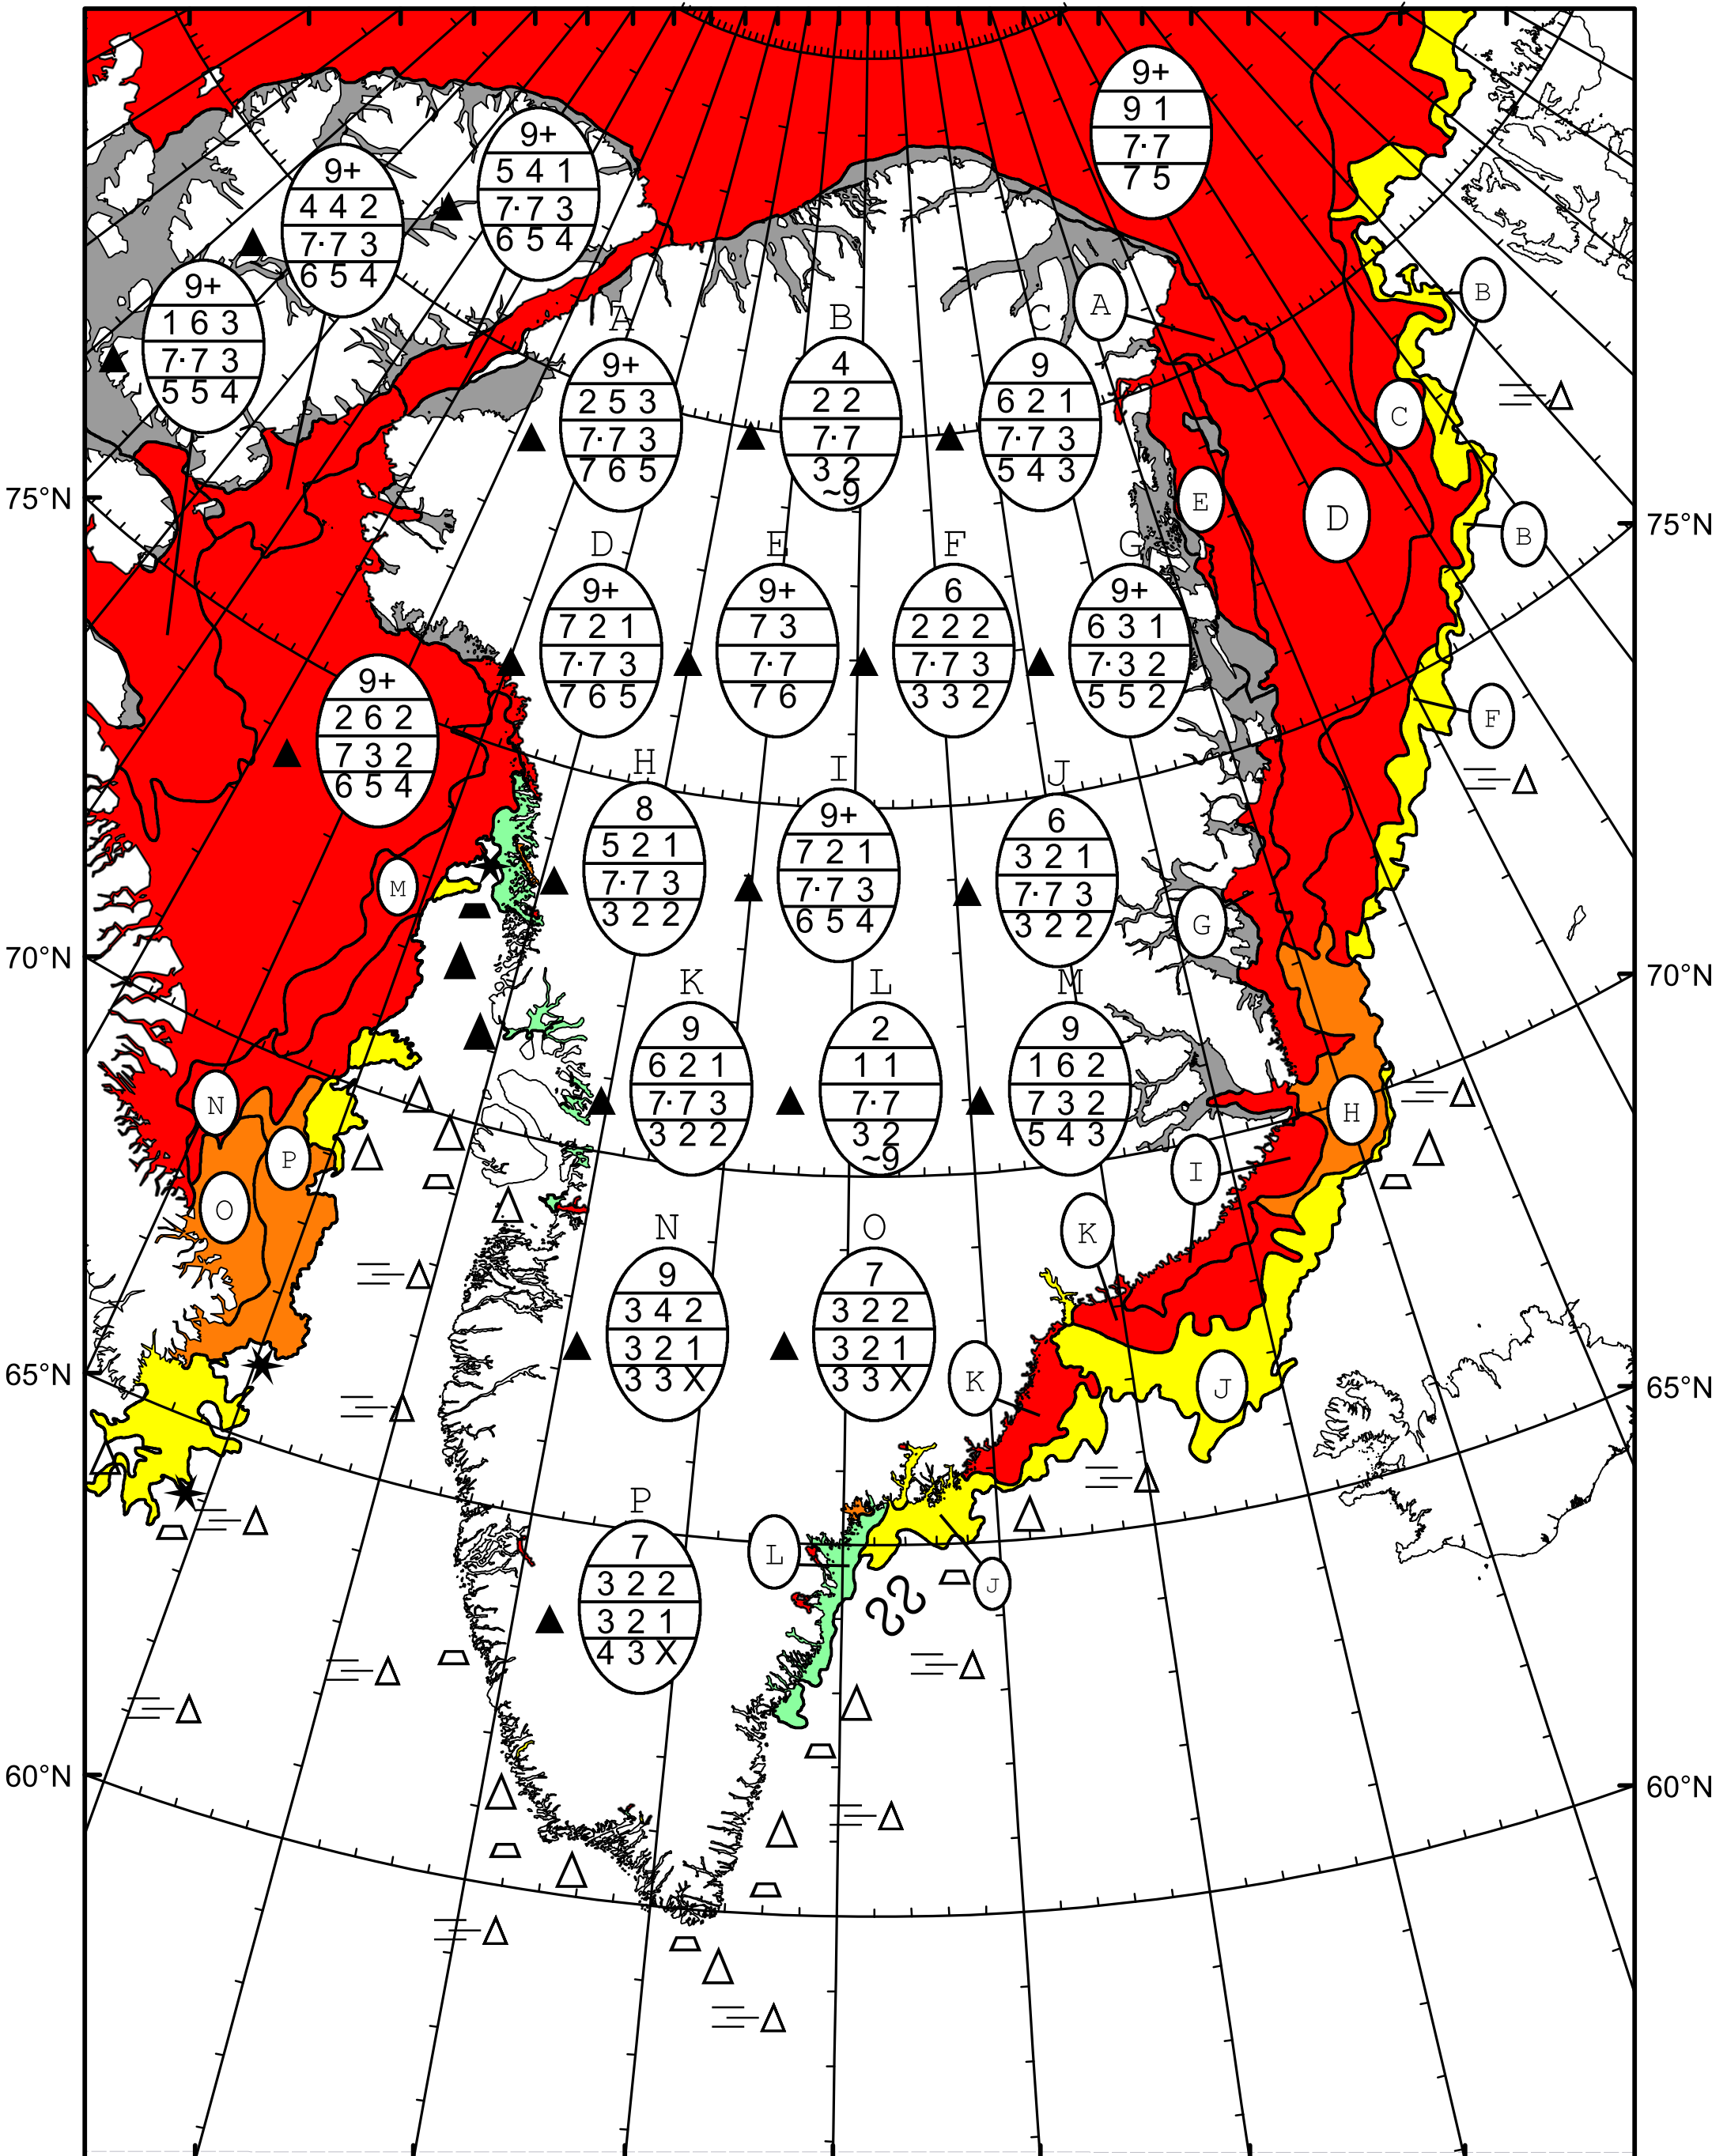 9+
9 1
7· 7
7 5
9+
5 4 1
7· 7 3
6 5 4
9+
4 4 2
7· 7 3
6 5 4
9+
1 6 3
7· 7 3
5 5 4
A
B
A
9+
2 5 3
7· 7 3
7 6 5
B
4
2 2
7· 7
3 2
~9
C
9
6 2 1
7· 7 3
5 4 3
C
75°N
E
D
75°N
B
D
9+
7 2 1
7· 7 3
7 6 5
E
9+
7 3
7· 7
7 6
F
6
2 2 2
7· 7 3
3 3 2
G
9+
6 3 1
7· 3 2
5 5 2
9+
2 6 2
7 3 2
6 5 4
F
H
8
5 2 1
7· 7 3
3 2 2
I
9+
7 2 1
7· 7 3
6 5 4
J
6
3 2 1
7· 7 3
3 2 2
M
G
70°N
70°N
K
9
6 2 1
7· 7 3
3 2 2
L
2
1 1
7· 7
3 2
~9
M
9
1 6 2
7 3 2
5 4 3
N
H
P
I
O
K
N
9
3 4 2
3 2 1
3 3 X
O
7
3 2 2
3 2 1
3 3 X
65°N
K
J
65°N
P
7
3 2 2
3 2 1
4 3 X
L
J
60°N
60°N